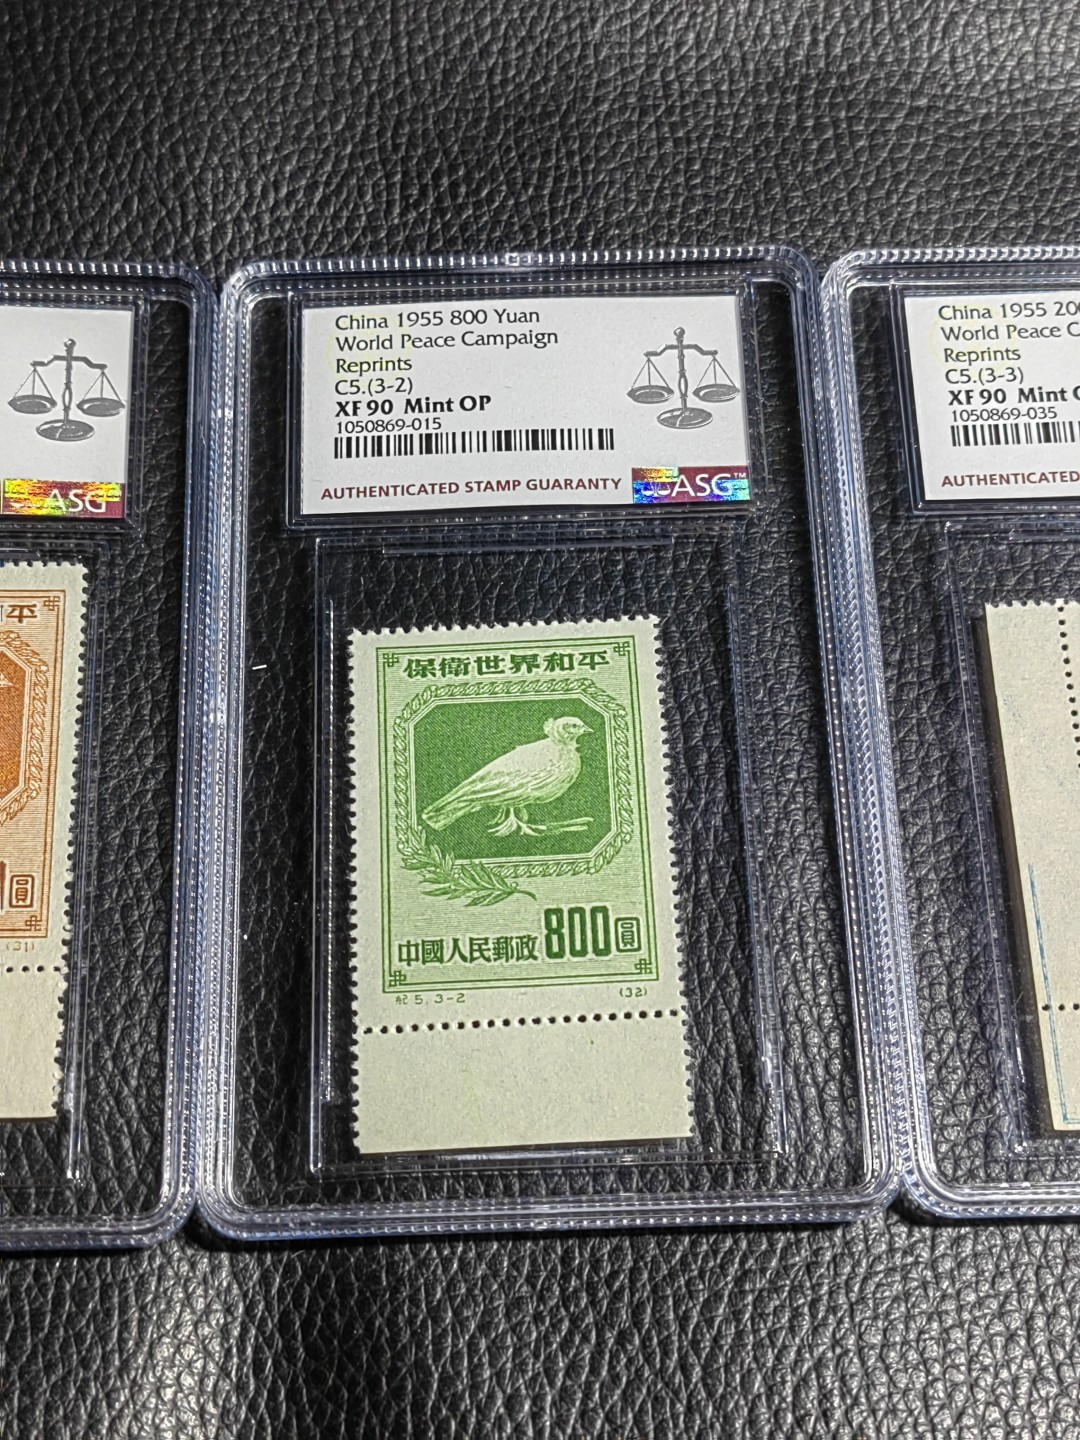 ASG
平
圓
(31)
China 1955 800 Yuan
World Peace Campaign
Reprints
C5.(3-2)
XF 90 Mint OP
1050869-015
AUTHENTICATED STAMP GUARANTY
ASG™
保衛世界和平
中國人民郵政 800圓
紀 5. 3-2 (32)
China 1955
World Peace
Reprints
C5.(3-3)
XF 90 Mint
1050869-035
AUTHENTICATED